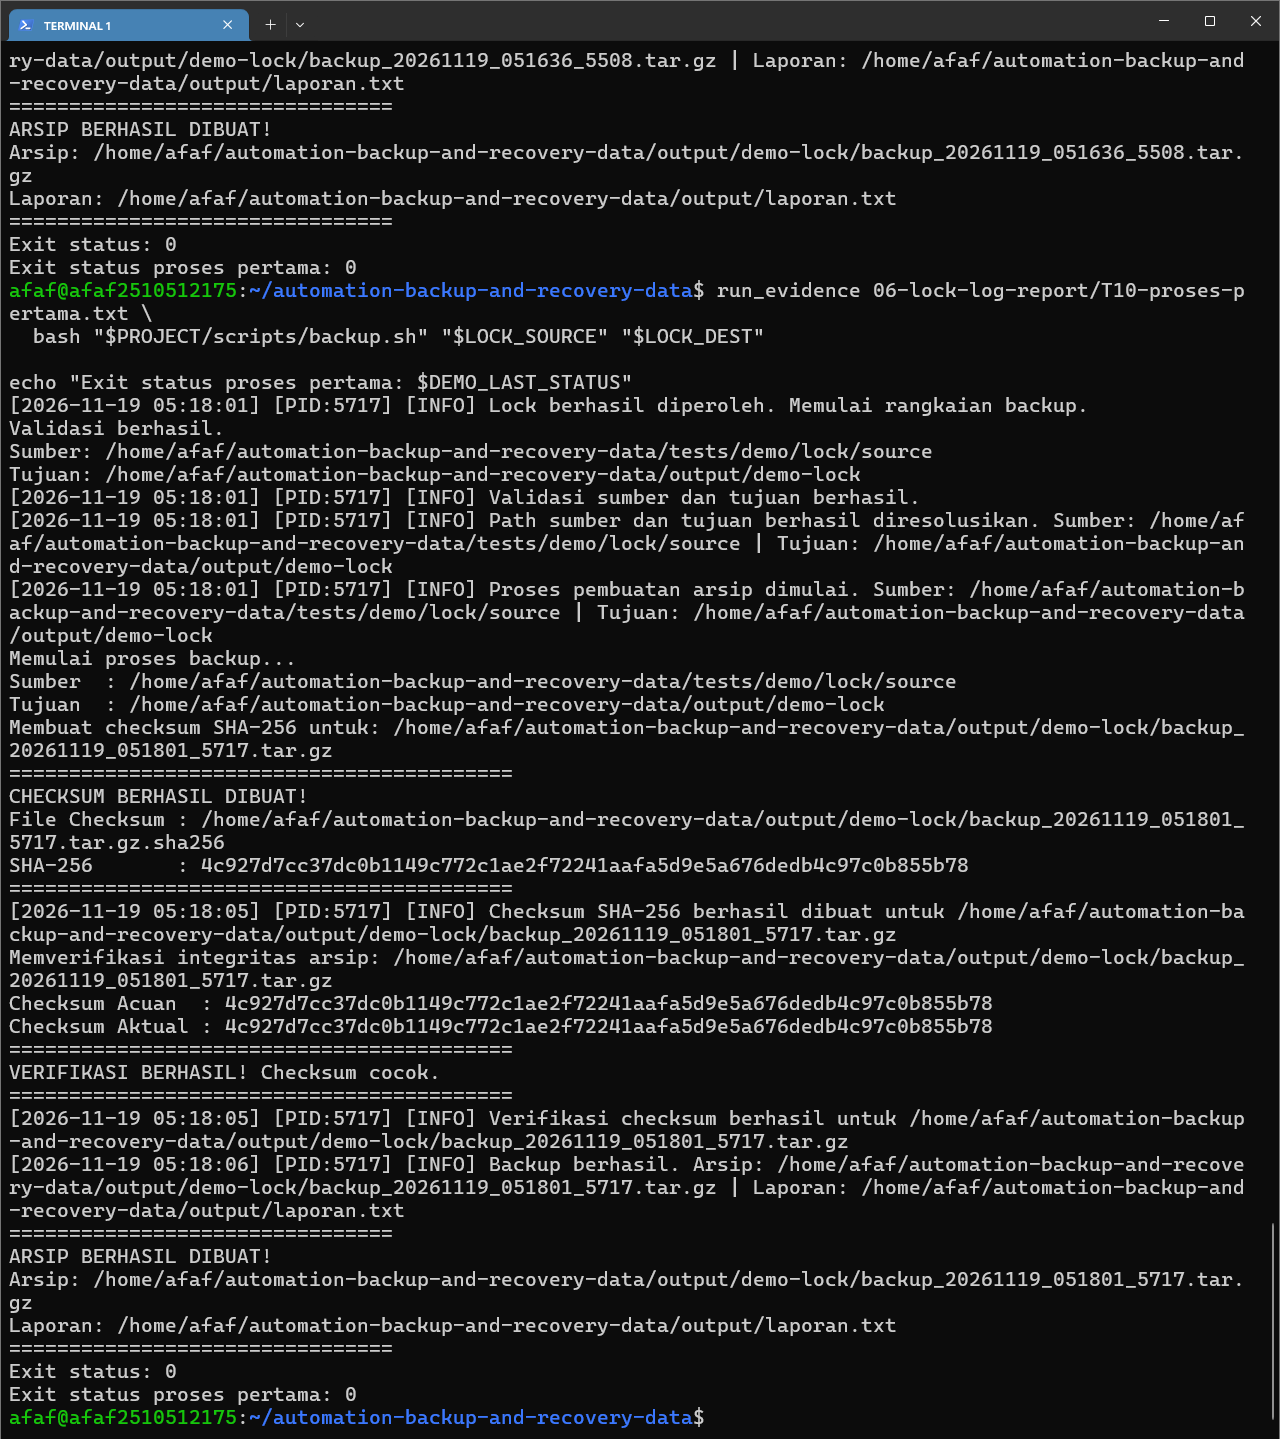 TERMINAL 1
ry-data/output/demo-lock/backup_20261119_051636_5508.tar.gz | Laporan: /home/afaf/automation-backup-and
-recovery-data/output/laporan.txt
================================
ARSIP BERHASIL DIBUAT!
Arsip: /home/afaf/automation-backup-and-recovery-data/output/demo-lock/backup_20261119_051636_5508.tar.
gz
Laporan: /home/afaf/automation-backup-and-recovery-data/output/laporan.txt
================================
Exit status: 0
Exit status proses pertama: 0
afaf@afaf2510512175:~/automation-backup-and-recovery-data$ run_evidence 06-lock-log-report/T10-proses-p
ertama.txt \
  bash "$PROJECT/scripts/backup.sh" "$LOCK_SOURCE" "$LOCK_DEST"

echo "Exit status proses pertama: $DEMO_LAST_STATUS"
[2026-11-19 05:18:01] [PID:5717] [INFO] Lock berhasil diperoleh. Memulai rangkaian backup.
Validasi berhasil.
Sumber: /home/afaf/automation-backup-and-recovery-data/tests/demo/lock/source
Tujuan: /home/afaf/automation-backup-and-recovery-data/output/demo-lock
[2026-11-19 05:18:01] [PID:5717] [INFO] Validasi sumber dan tujuan berhasil.
[2026-11-19 05:18:01] [PID:5717] [INFO] Path sumber dan tujuan berhasil diresolusikan. Sumber: /home/af
af/automation-backup-and-recovery-data/tests/demo/lock/source | Tujuan: /home/afaf/automation-backup-an
d-recovery-data/output/demo-lock
[2026-11-19 05:18:01] [PID:5717] [INFO] Proses pembuatan arsip dimulai. Sumber: /home/afaf/automation-b
ackup-and-recovery-data/tests/demo/lock/source | Tujuan: /home/afaf/automation-backup-and-recovery-data
/output/demo-lock
Memulai proses backup...
Sumber  : /home/afaf/automation-backup-and-recovery-data/tests/demo/lock/source
Tujuan  : /home/afaf/automation-backup-and-recovery-data/output/demo-lock
Membuat checksum SHA-256 untuk: /home/afaf/automation-backup-and-recovery-data/output/demo-lock/backup_
20261119_051801_5717.tar.gz
==========================================
CHECKSUM BERHASIL DIBUAT!
File Checksum : /home/afaf/automation-backup-and-recovery-data/output/demo-lock/backup_20261119_051801_
5717.tar.gz.sha256
SHA-256       : 4c927d7cc37dc0b1149c772c1ae2f72241aafa5d9e5a676dedb4c97c0b855b78
==========================================
[2026-11-19 05:18:05] [PID:5717] [INFO] Checksum SHA-256 berhasil dibuat untuk /home/afaf/automation-ba
ckup-and-recovery-data/output/demo-lock/backup_20261119_051801_5717.tar.gz
Memverifikasi integritas arsip: /home/afaf/automation-backup-and-recovery-data/output/demo-lock/backup_
20261119_051801_5717.tar.gz
Checksum Acuan  : 4c927d7cc37dc0b1149c772c1ae2f72241aafa5d9e5a676dedb4c97c0b855b78
Checksum Aktual : 4c927d7cc37dc0b1149c772c1ae2f72241aafa5d9e5a676dedb4c97c0b855b78
==========================================
VERIFIKASI BERHASIL! Checksum cocok.
==========================================
[2026-11-19 05:18:05] [PID:5717] [INFO] Verifikasi checksum berhasil untuk /home/afaf/automation-backup
-and-recovery-data/output/demo-lock/backup_20261119_051801_5717.tar.gz
[2026-11-19 05:18:06] [PID:5717] [INFO] Backup berhasil. Arsip: /home/afaf/automation-backup-and-recove
ry-data/output/demo-lock/backup_20261119_051801_5717.tar.gz | Laporan: /home/afaf/automation-backup-and
-recovery-data/output/laporan.txt
================================
ARSIP BERHASIL DIBUAT!
Arsip: /home/afaf/automation-backup-and-recovery-data/output/demo-lock/backup_20261119_051801_5717.tar.
gz
Laporan: /home/afaf/automation-backup-and-recovery-data/output/laporan.txt
================================
Exit status: 0
Exit status proses pertama: 0
afaf@afaf2510512175:~/automation-backup-and-recovery-data$